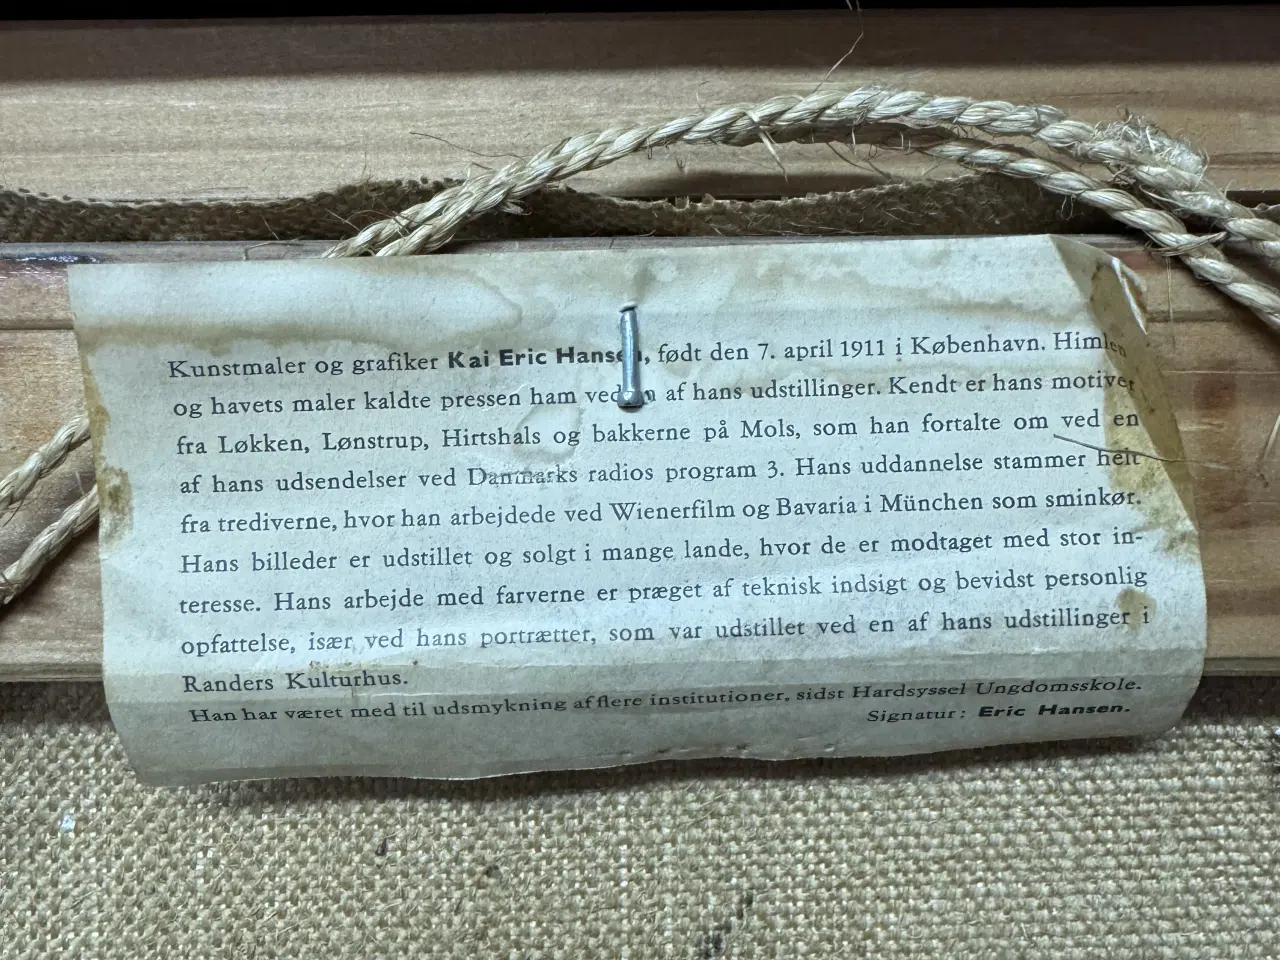 Kunstmaler og grafiker Kai Eric Hansen, født den 7. april 1911 i København. Himlen
og havets maler kaldte pressen ham ved en af hans udstillinger. Kendt er hans motiver
fra Løkken, Lønstrup, Hirtshals og bakkerne på Mols, som han fortalte om ved en
af hans udsendelser ved Danmarks radios program 3. Hans uddannelse stammer helt
fra trediverne, hvor han arbejdede ved Wienerfilm og Bavaria i München som sminkør.
Hans billeder er udstillet og solgt i mange lande, hvor de er modtaget med stor in-
teresse. Hans arbejde med farverne er præget af teknisk indsigt og bevidst personlig
opfattelse, især ved hans portrætter, som var udstillet ved en af hans udstillinger i
Randers Kulturhus.
Han har været med til udsmykning af flere institutioner, sidst Hardsyssel Ungdomsskole.
Signatur: Eric Hansen.